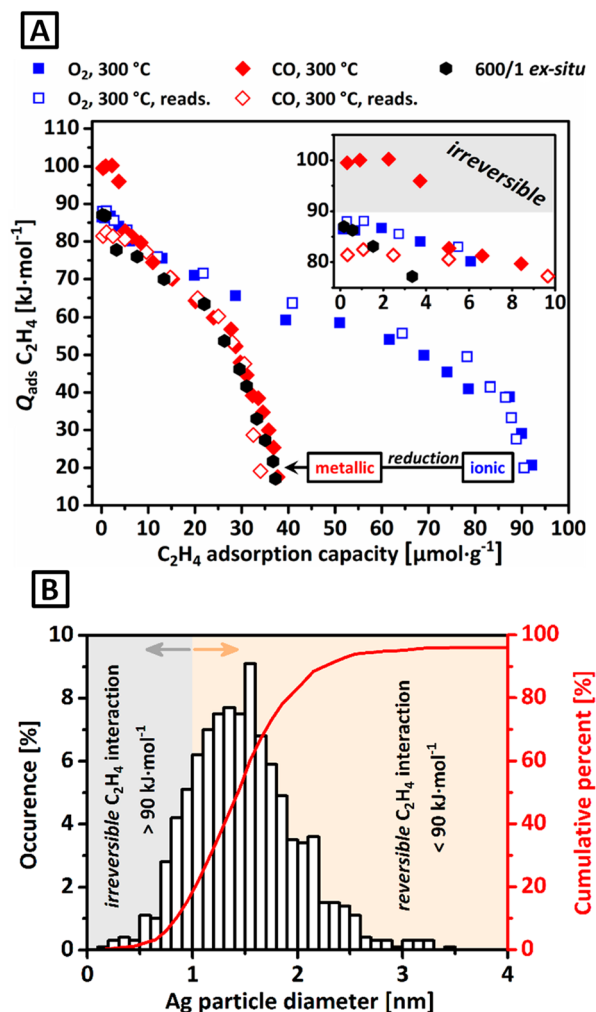 A
O₂, 300 °C
CO, 300 °C
600/1 ex-situ
O₂, 300 °C, reads.
CO, 300 °C, reads.
110
100
90
80
70
60
50
40
30
20
10
Qads C₂H₄ [kJ·mol⁻¹]
100
90
80
irreversible
0 2 4 6 8 10
metallic
reduction
ionic
0 10 20 30 40 50 60 70 80 90 100
C₂H₄ adsorption capacity [µmol·g⁻¹]
B
10
8
6
4
2
0
Occurence [%]
irreversible C₂H₄ interaction
> 90 kJ·mol⁻¹
reversible C₂H₄ interaction
< 90 kJ·mol⁻¹
100
80
60
40
20
0
Cumulative percent [%]
0 1 2 3 4
Ag particle diameter [nm]